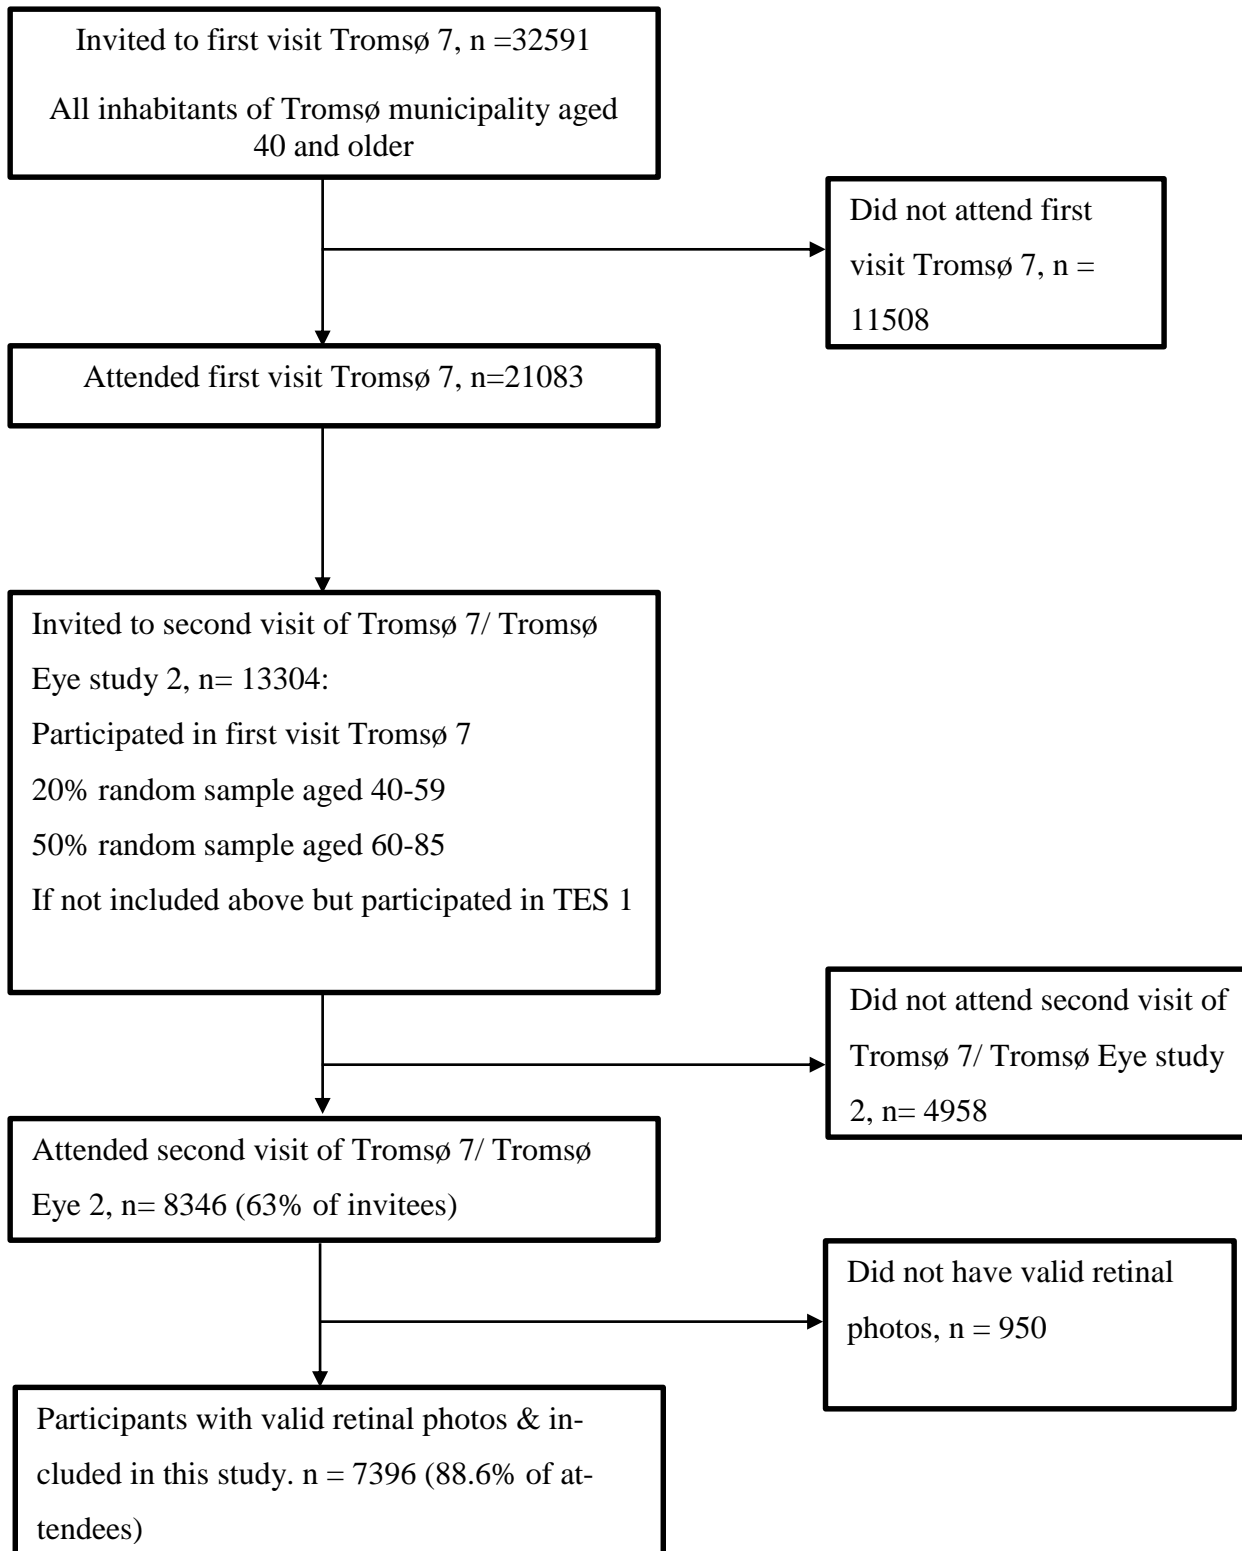 Invited to first visit Tromsø 7, n =32591
All inhabitants of Tromsø municipality aged
40 and older
Did not attend first
visit Tromsø 7, n =
11508
Attended first visit Tromsø 7, n=21083
Invited to second visit of Tromsø 7/ Tromsø
Eye study 2, n= 13304:
Participated in first visit Tromsø 7
20% random sample aged 40-59
50% random sample aged 60-85
If not included above but participated in TES 1
Did not attend second visit of
Tromsø 7/ Tromsø Eye study
2, n= 4958
Attended second visit of Tromsø 7/ Tromsø
Eye 2, n= 8346 (63% of invitees)
Did not have valid retinal
photos, n = 950
Participants with valid retinal photos & in-
cluded in this study. n = 7396 (88.6% of at-
tendees)